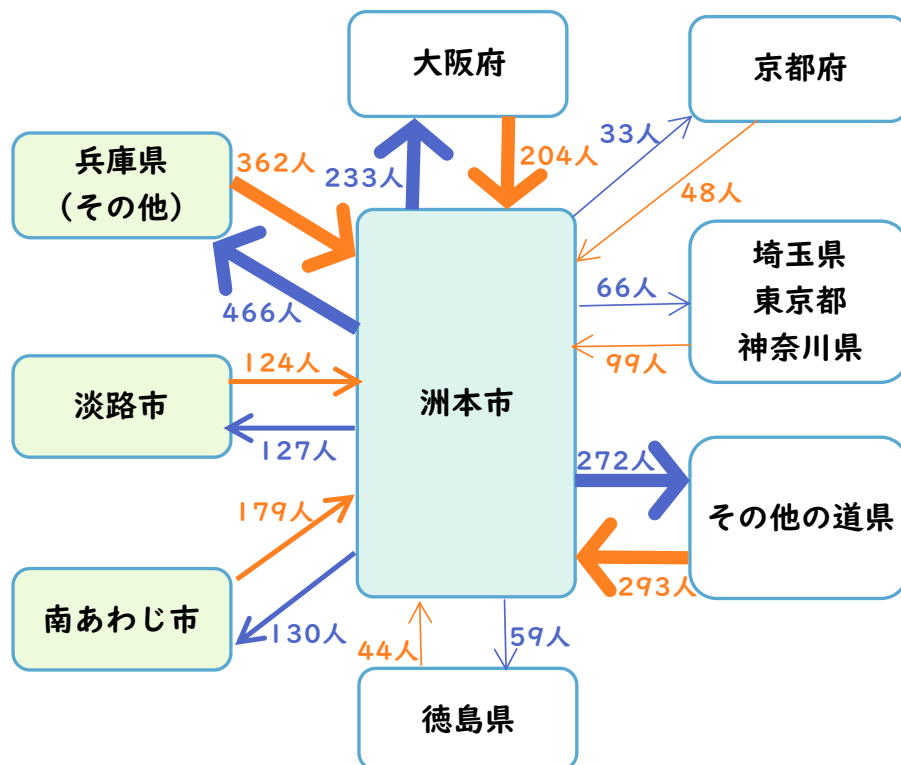 大阪府
京都府
兵庫県
（その他）
362人
233人
204人
33人
48人
466人
66人
埼玉県
東京都
神奈川県
99人
淡路市
124人
127人
洲本市
272人
その他の道県
293人
179人
南あわじ市
130人
44人
59人
徳島県